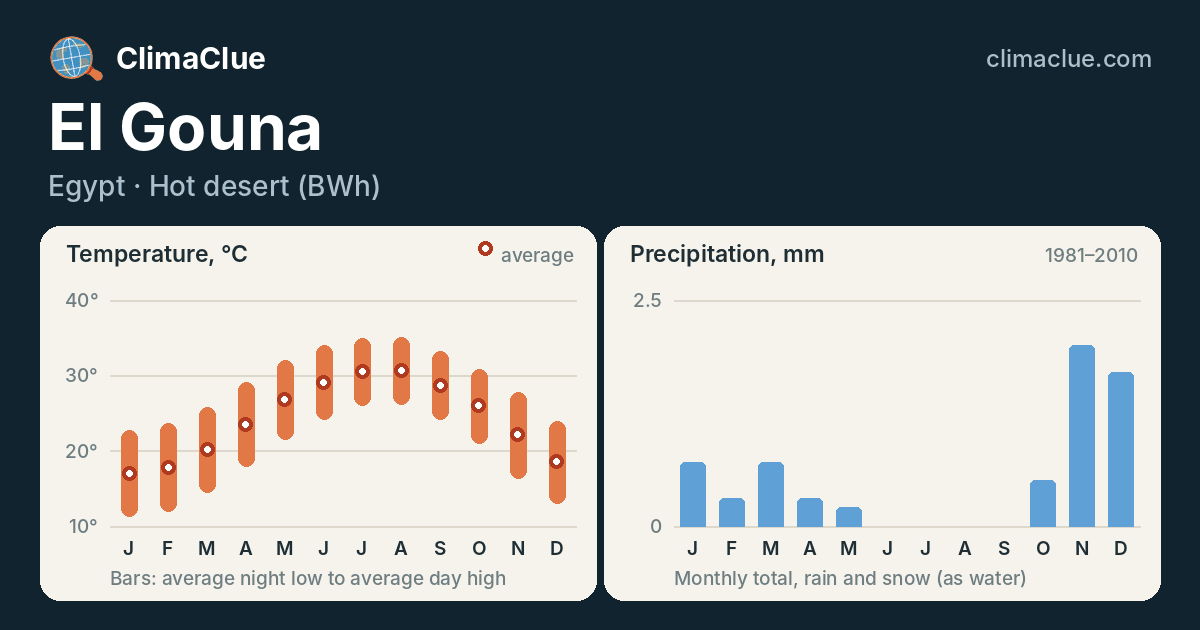 ClimaClue
climaclue.com
El Gouna
Egypt · Hot desert (BWh)
Temperature, °C
average
40°
30°
20°
10°
J F M A M J J A S O N D
Bars: average night low to average day high
Precipitation, mm
1981–2010
2.5
0
J F M A M J J A S O N D
Monthly total, rain and snow (as water)